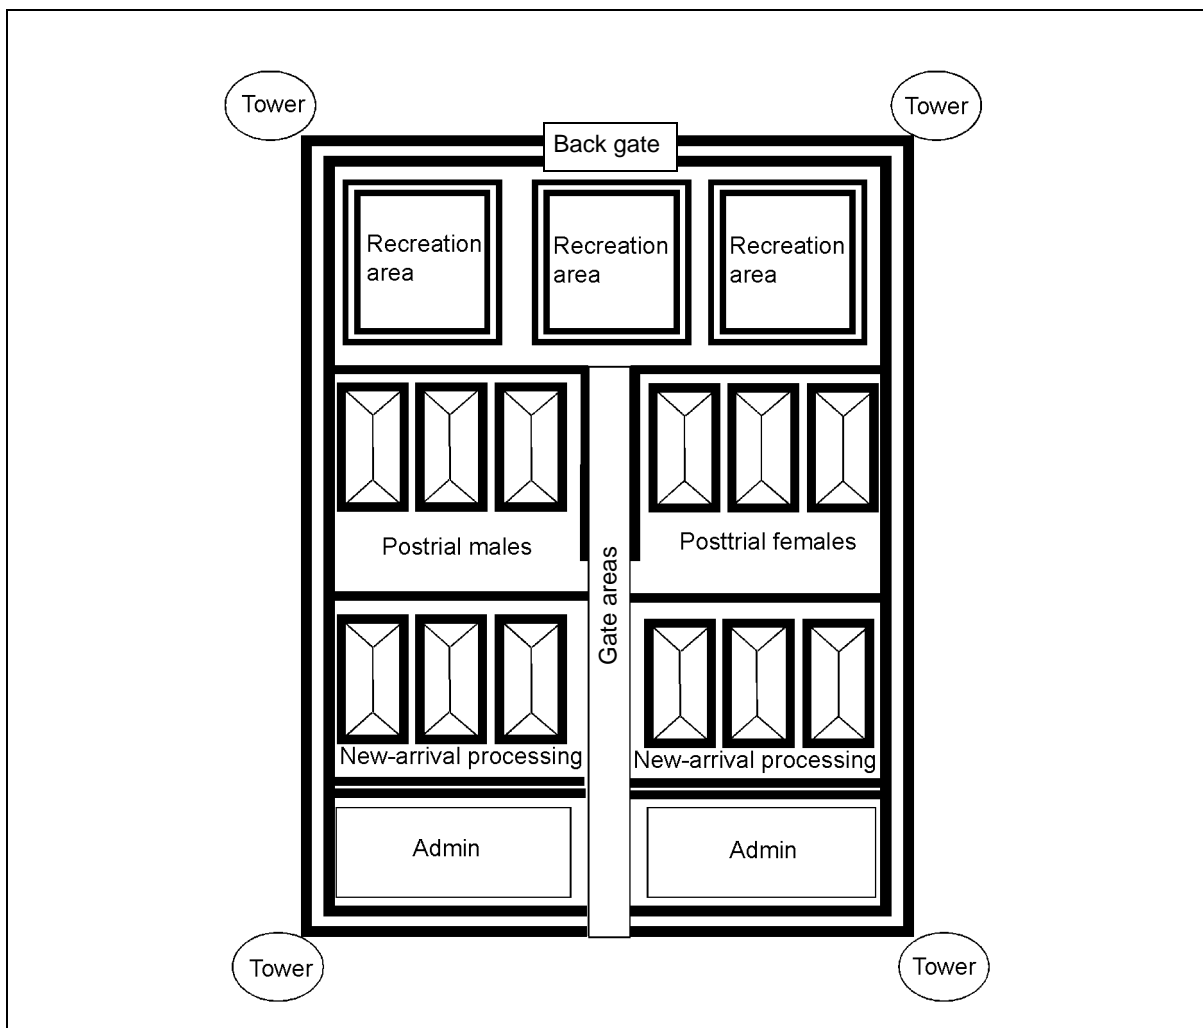 Tower
Tower
Back gate
Recreation
area
Recreation
area
Recreation
area
Postrial males
Posttrial females
Gate areas
New-arrival processing
New-arrival processing
Admin
Admin
Tower
Tower